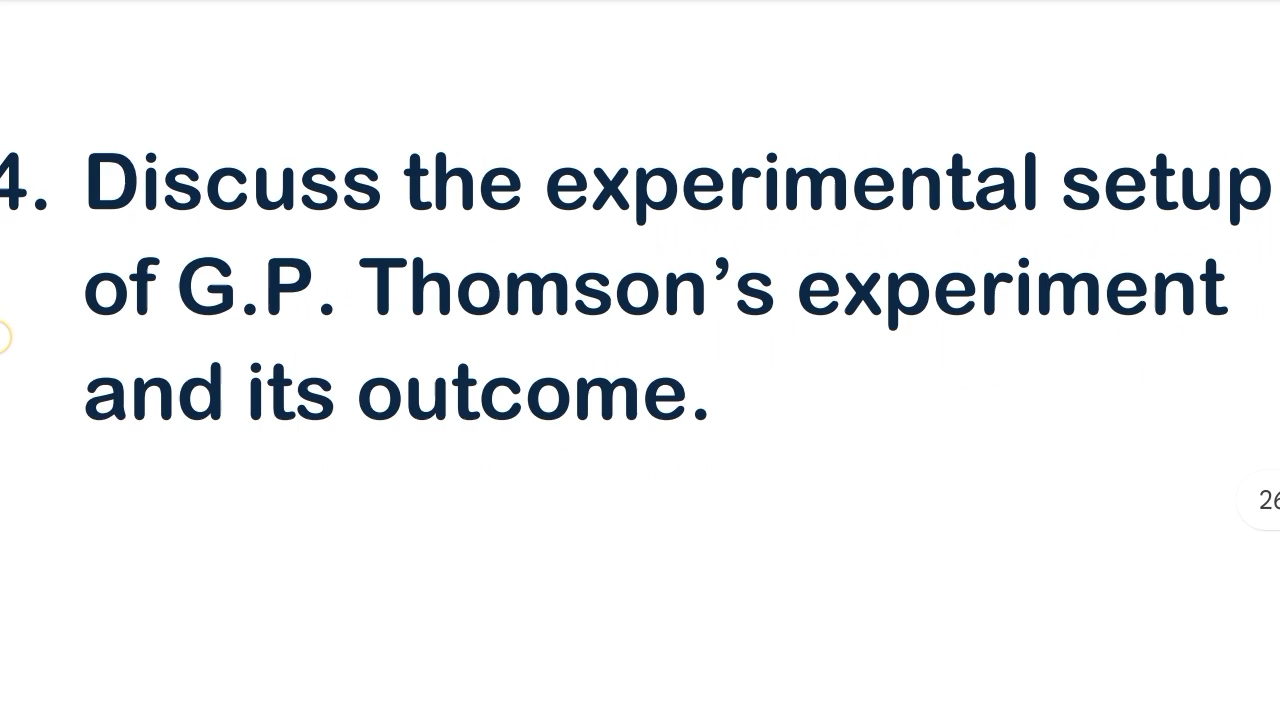 4. Discuss the experimental setup
of G.P. Thomson’s experiment
and its outcome.
26